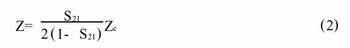 Z= S21 / 2(1- S21) Zc (2)